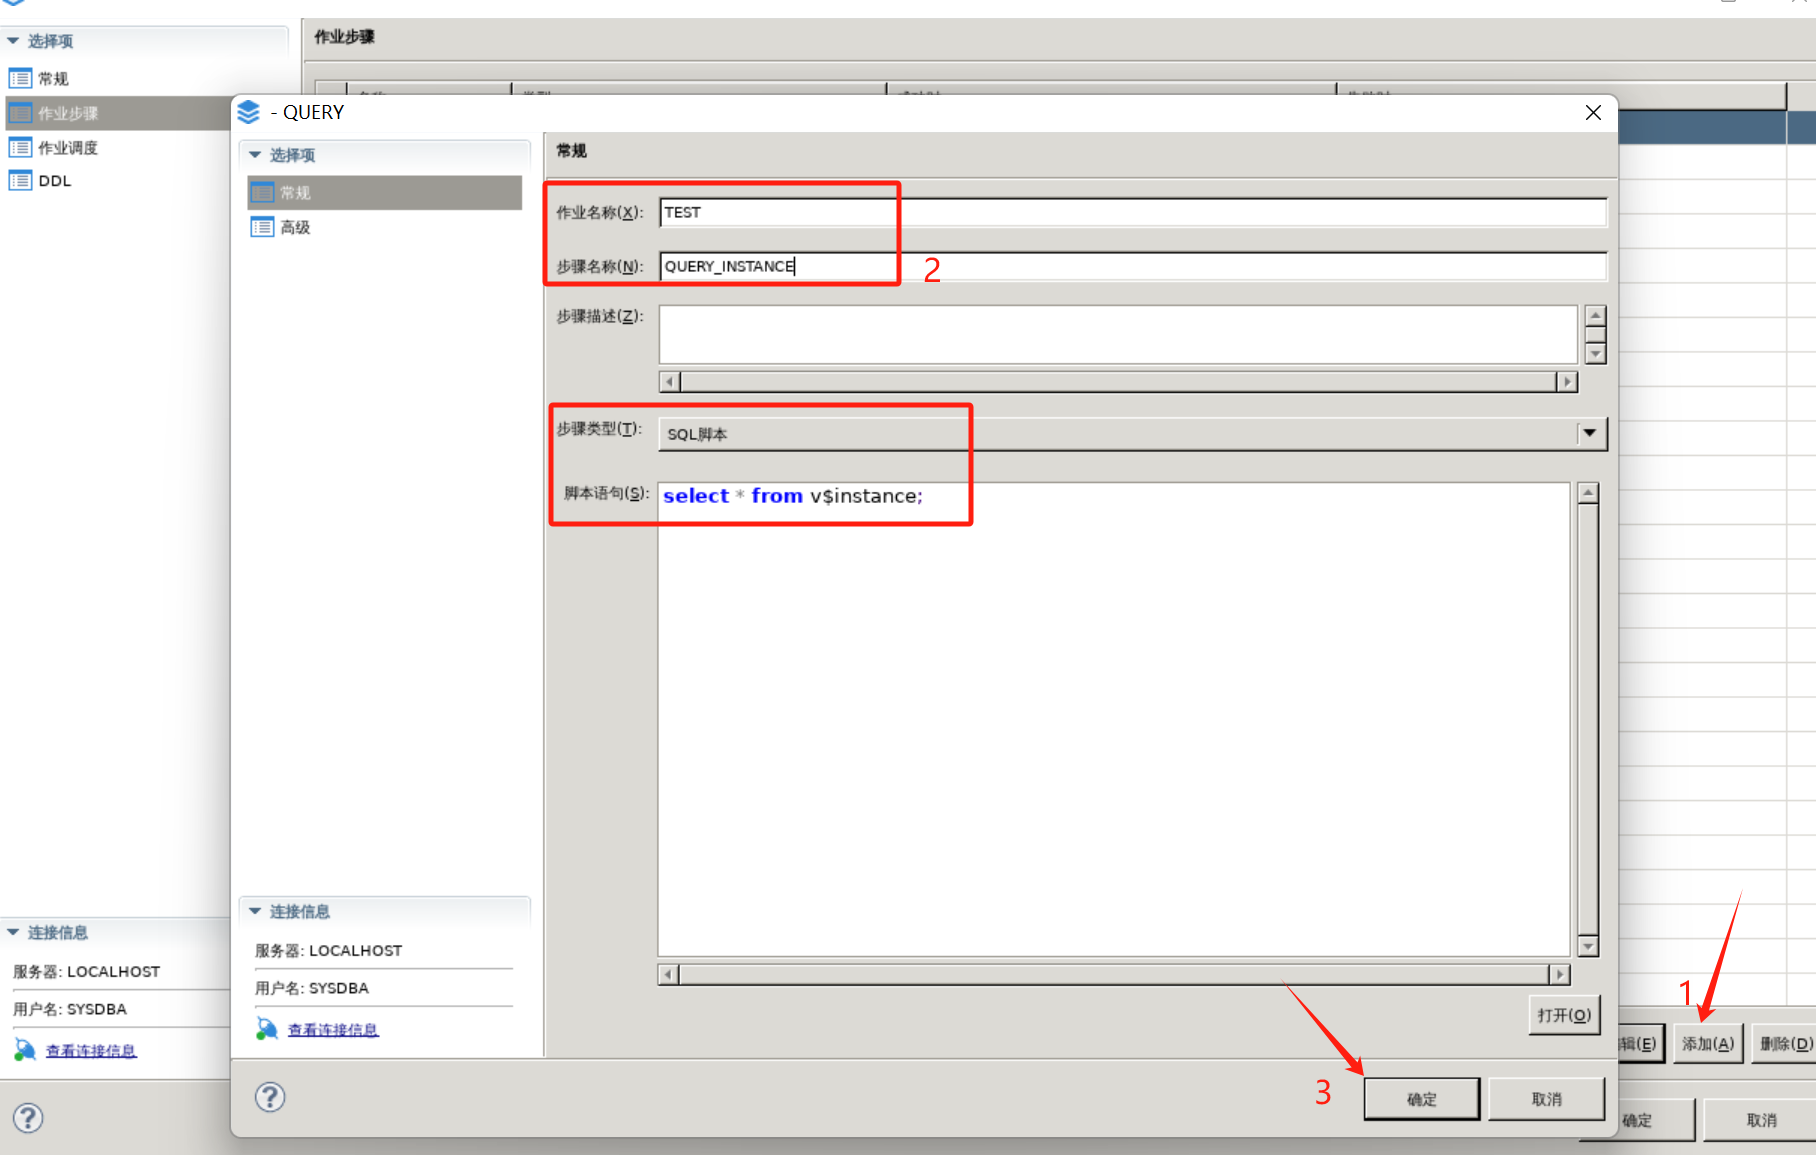 选择项
常规
作业步骤
作业调度
DDL
连接信息
服务器: LOCALHOST
用户名: SYSDBA
查看连接信息
作业步骤
- QUERY
选择项
常规
高级
连接信息
服务器: LOCALHOST
用户名: SYSDBA
查看连接信息
常规
作业名称(X): TEST
步骤名称(N): QUERY_INSTANCE
2
步骤描述(Z):
步骤类型(T): SQL脚本
脚本语句(S): select * from v$instance;
打开(O)
3
确定
取消
1
辑(E)
添加(A)
删除(D)
确定
取消